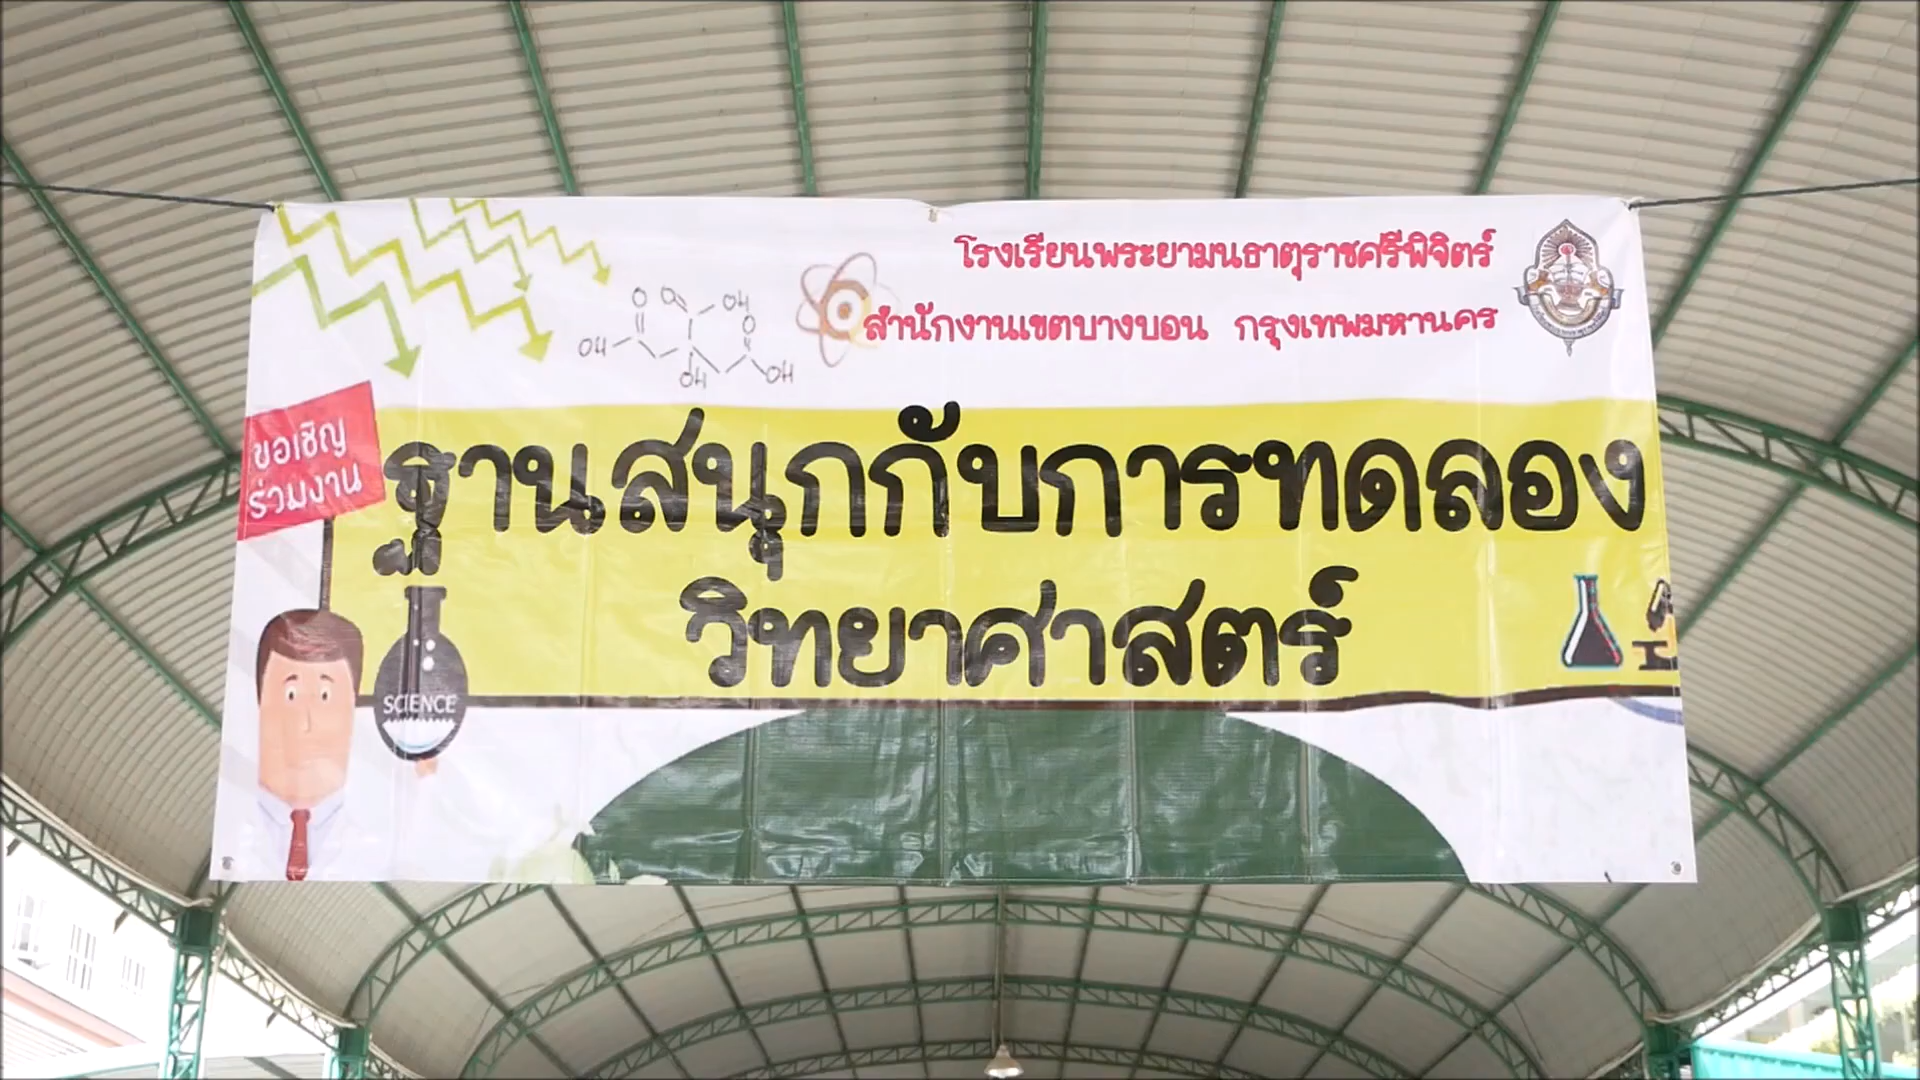 โรงเรียนพระยามนธาตุราชศรีพิจิตร์
สำนักงานเขตบางบอน กรุงเทพมหานคร
O O OH
O
OH
OH OH
ขอเชิญ
ร่วมงาน
ฐานสนุกกับการทดลอง
วิทยาศาสตร์
SCIENCE